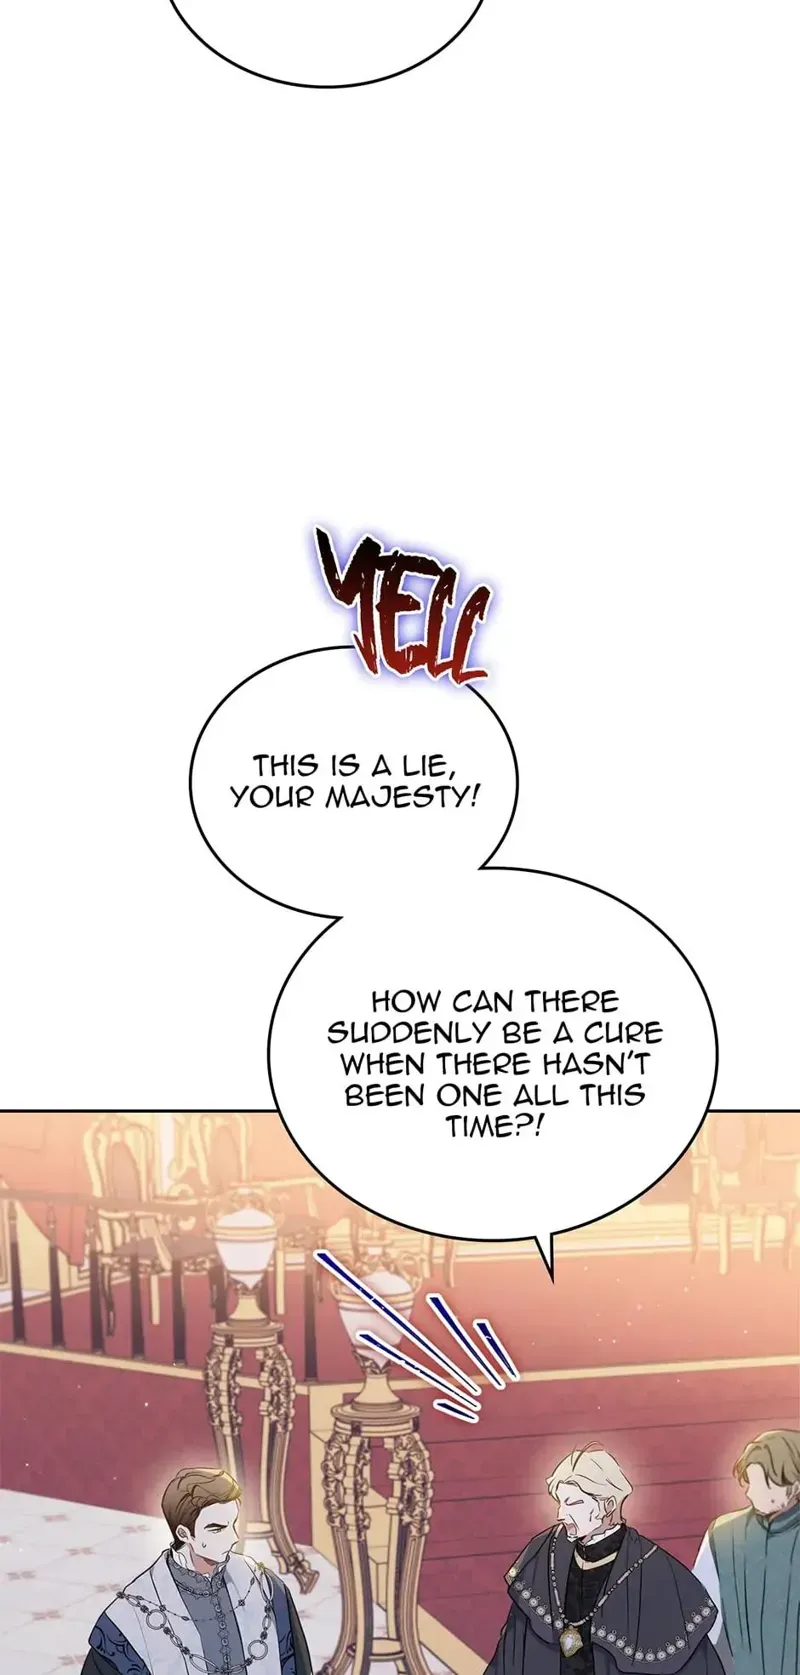 YELL
THIS IS A LIE,
YOUR MAJESTY!
HOW CAN THERE
SUDDENLY BE A CURE
WHEN THERE HASN'T
BEEN ONE ALL THIS
TIME?!